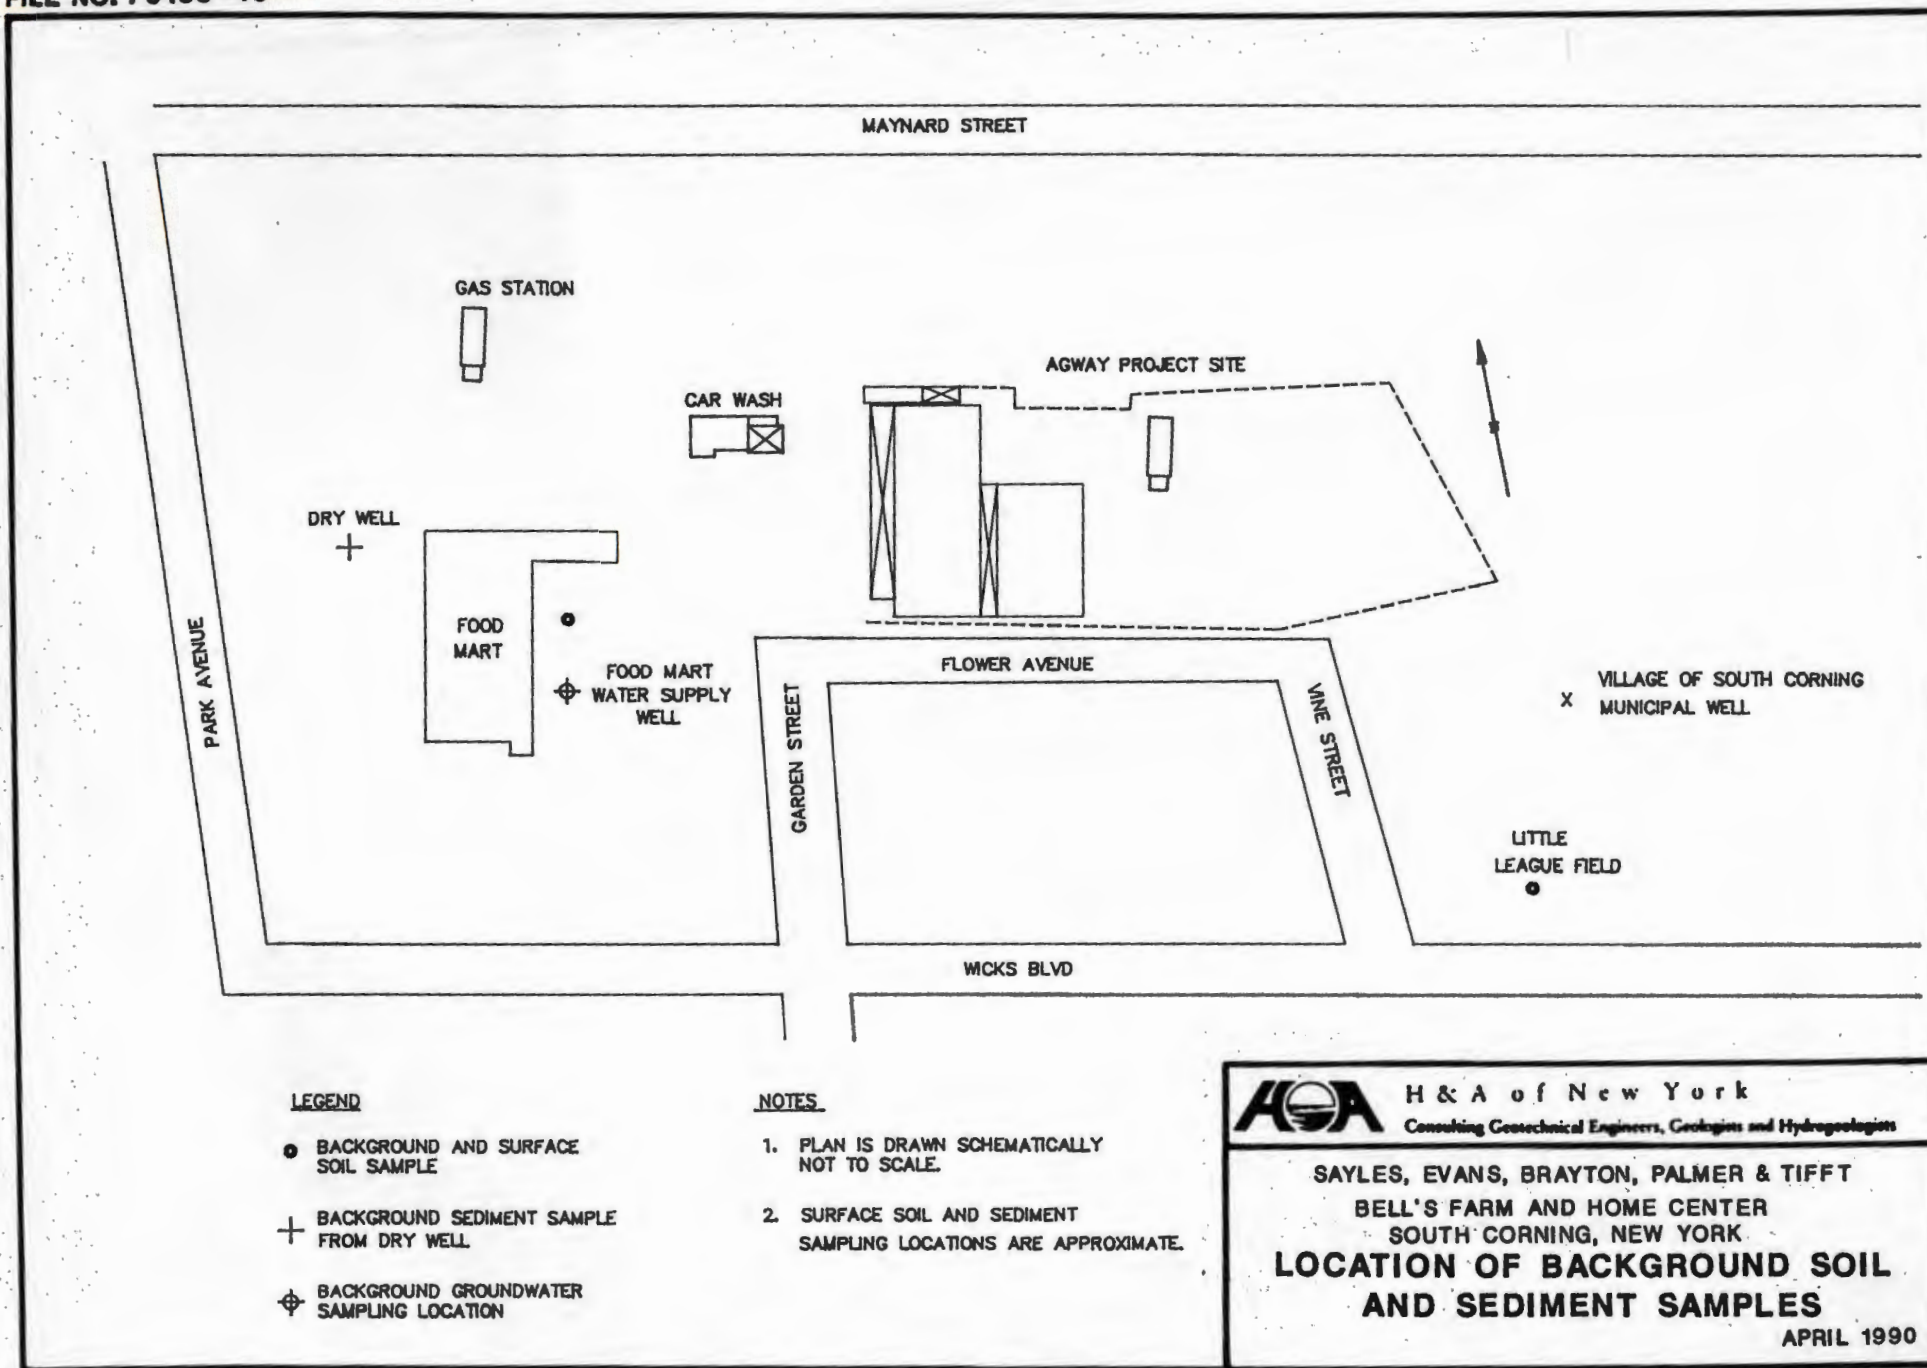 MAYNARD STREET
GAS STATION
AGWAY PROJECT SITE
CAR WASH
DRY WELL
FOOD
MART
PARK AVENUE
FOOD MART
WATER SUPPLY
WELL
FLOWER AVENUE
GARDEN STREET
VINE STREET
VILLAGE OF SOUTH CORNING
X MUNICIPAL WELL
LITTLE
LEAGUE FIELD
WICKS BLVD
LEGEND
BACKGROUND AND SURFACE
SOIL SAMPLE
BACKGROUND SEDIMENT SAMPLE
FROM DRY WELL
BACKGROUND GROUNDWATER
SAMPLING LOCATION
NOTES
1. PLAN IS DRAWN SCHEMATICALLY
NOT TO SCALE.
2. SURFACE SOIL AND SEDIMENT
SAMPLING LOCATIONS ARE APPROXIMATE.
H & A of New York
Consulting Geotechnical Engineers, Geologists and Hydrogeologists
SAYLES, EVANS, BRAYTON, PALMER & TIFFT
BELL'S FARM AND HOME CENTER
SOUTH CORNING, NEW YORK
LOCATION OF BACKGROUND SOIL
AND SEDIMENT SAMPLES
APRIL 1990